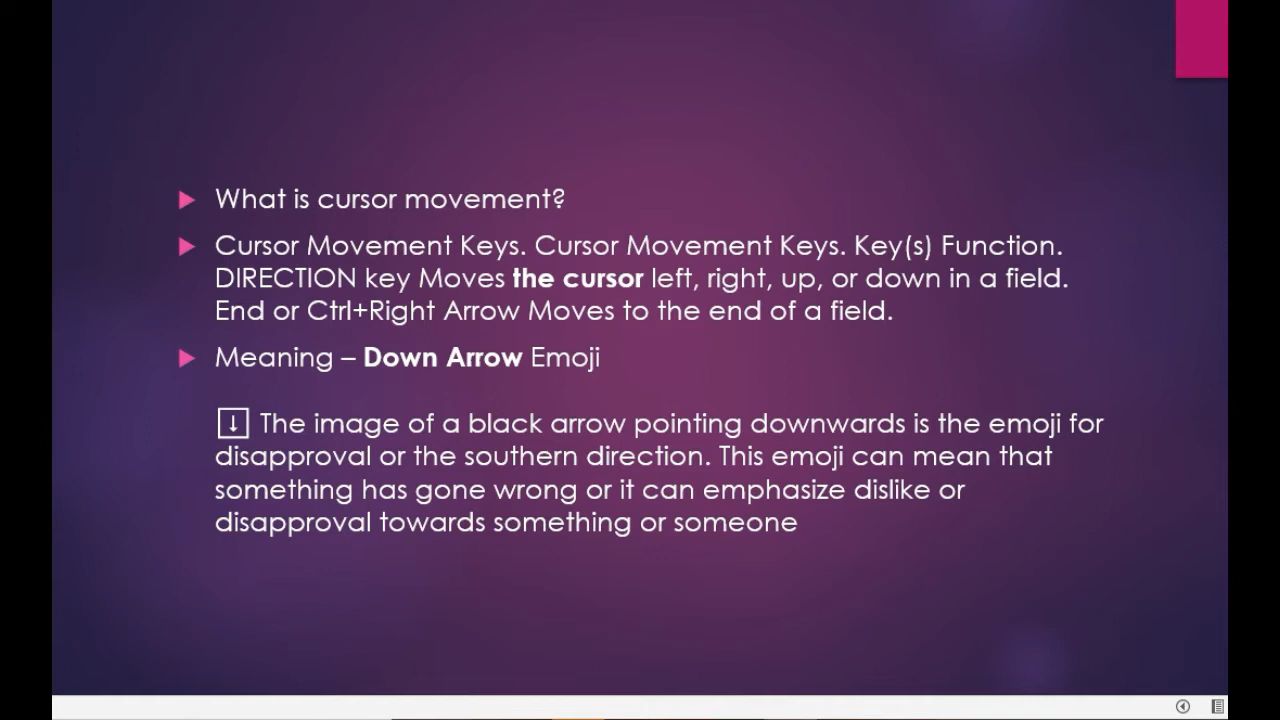 What is cursor movement?
Cursor Movement Keys. Cursor Movement Keys. Key(s) Function.
DIRECTION key Moves the cursor left, right, up, or down in a field.
End or Ctrl+Right Arrow Moves to the end of a field.
Meaning – Down Arrow Emoji
↓ The image of a black arrow pointing downwards is the emoji for
disapproval or the southern direction. This emoji can mean that
something has gone wrong or it can emphasize dislike or
disapproval towards something or someone